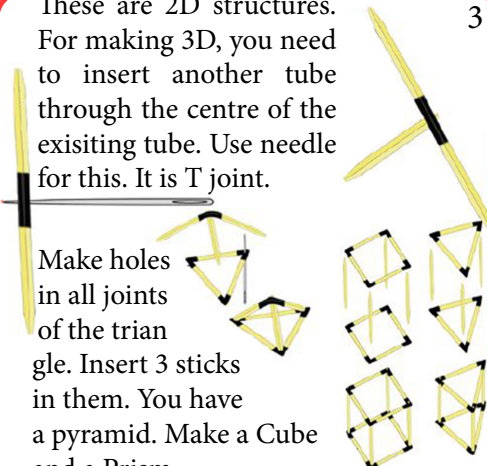 These are 2D structures.
3
For making 3D, you need
to insert another tube
through the centre of the
exisiting tube. Use needle
for this. It is T joint.
Make holes
in all joints
of the trian
gle. Insert 3 sticks
in them. You have
a pyramid. Make a Cube
and a Prism